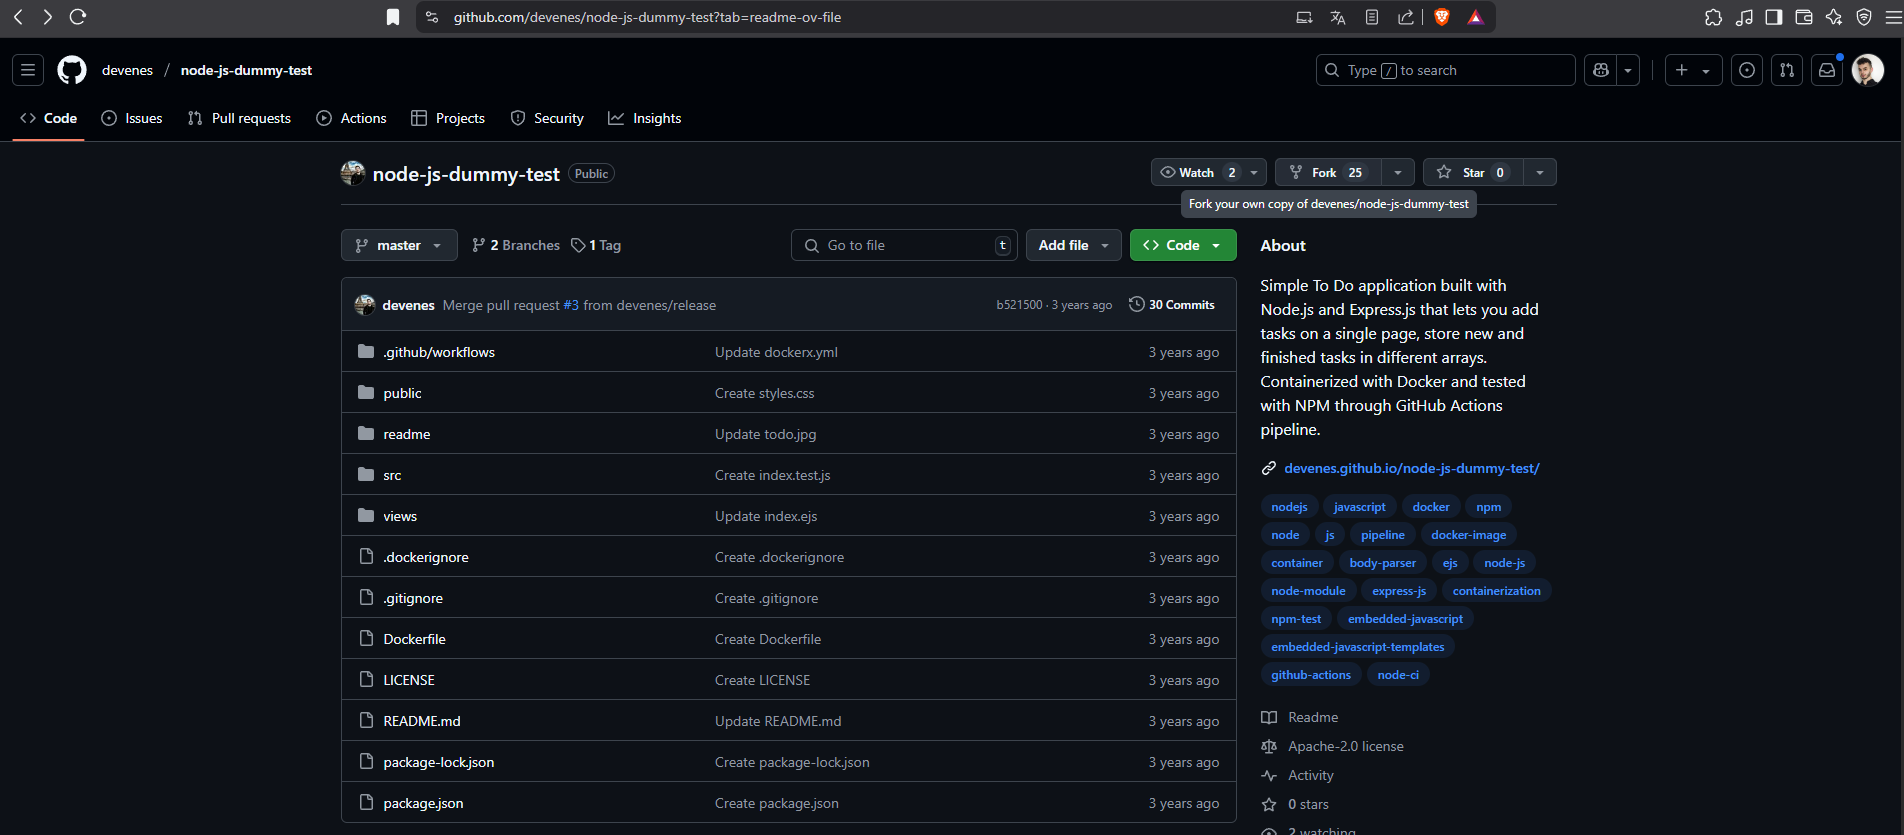 github.com/devenes/node-js-dummy-test?tab=readme-ov-file
devenes / node-js-dummy-test
Type / to search
Code Issues Pull requests Actions Projects Security Insights
node-js-dummy-test Public
Watch 2 Fork 25 Star 0
Fork your own copy of devenes/node-js-dummy-test
master 2 Branches 1 Tag Go to file t Add file Code
devenes Merge pull request #3 from devenes/release b521500 · 3 years ago 30 Commits
.github/workflows Update dockerx.yml 3 years ago
public Create styles.css 3 years ago
readme Update todo.jpg 3 years ago
src Create index.test.js 3 years ago
views Update index.ejs 3 years ago
.dockerignore Create .dockerignore 3 years ago
.gitignore Create .gitignore 3 years ago
Dockerfile Create Dockerfile 3 years ago
LICENSE Create LICENSE 3 years ago
README.md Update README.md 3 years ago
package-lock.json Create package-lock.json 3 years ago
package.json Create package.json 3 years ago
About
Simple To Do application built with
Node.js and Express.js that lets you add
tasks on a single page, store new and
finished tasks in different arrays.
Containerized with Docker and tested
with NPM through GitHub Actions
pipeline.
devenes.github.io/node-js-dummy-test/
nodejs javascript docker npm
node js pipeline docker-image
container body-parser ejs node-js
node-module express-js containerization
npm-test embedded-javascript
embedded-javascript-templates
github-actions node-ci
Readme
Apache-2.0 license
Activity
0 stars
2 watching